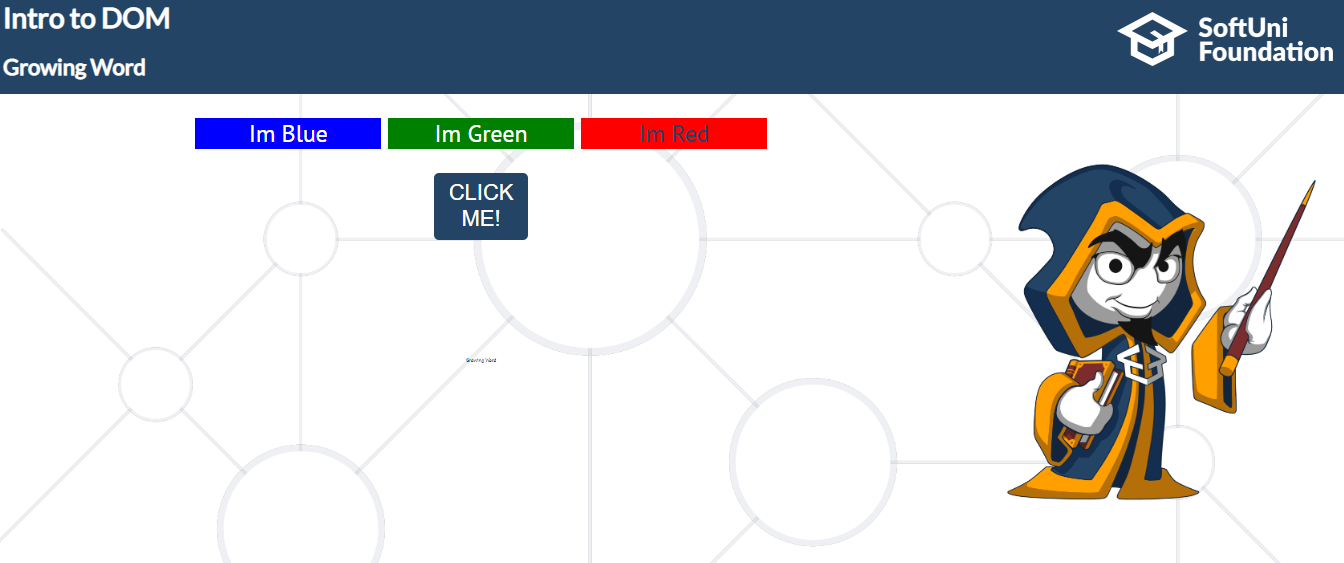 Intro to DOM
SoftUni
Foundation
Growing Word
Im Blue Im Green Im Red
CLICK
ME!
Growing Word